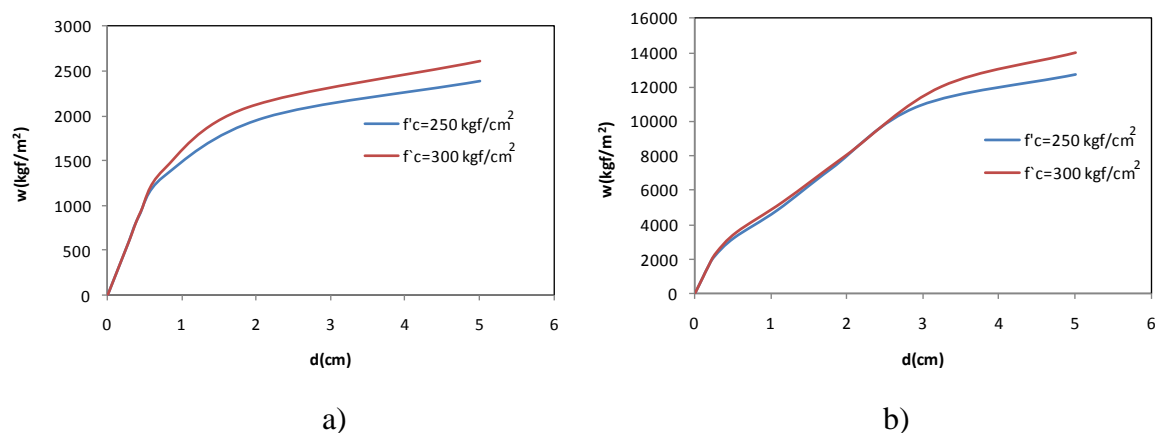 3000
2500
2000
1500
1000
500
0
w(kgf/m²)
f'c=250 kgf/cm²
f`c=300 kgf/cm²
0 1 2 3 4 5 6
d(cm)
a)
16000
14000
12000
10000
8000
6000
4000
2000
0
w(kgf/m²)
f'c=250 kgf/cm²
f`c=300 kgf/cm²
0 1 2 3 4 5 6
d(cm)
b)